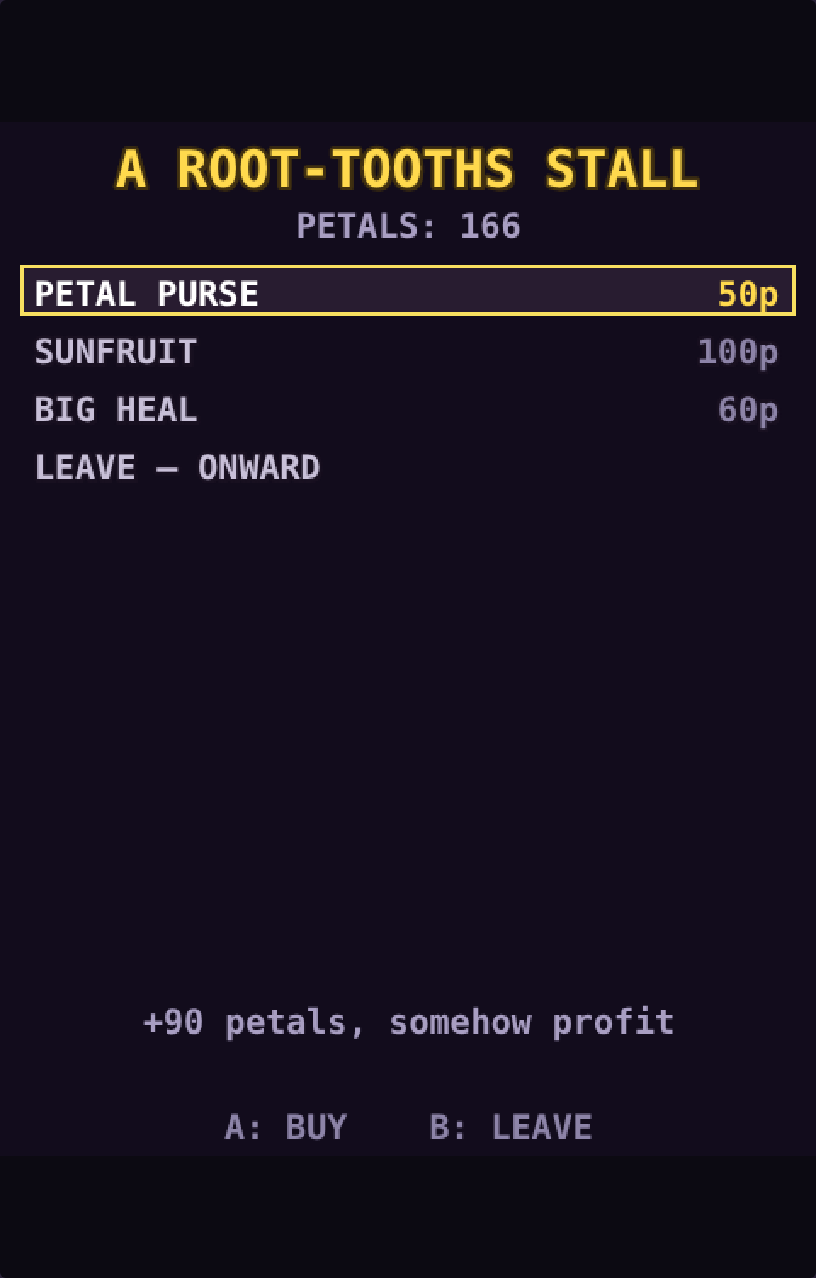 A ROOT-TOOTHS STALL
PETALS: 166
PETAL PURSE 50p
SUNFRUIT 100p
BIG HEAL 60p
LEAVE — ONWARD
+90 petals, somehow profit
A: BUY B: LEAVE